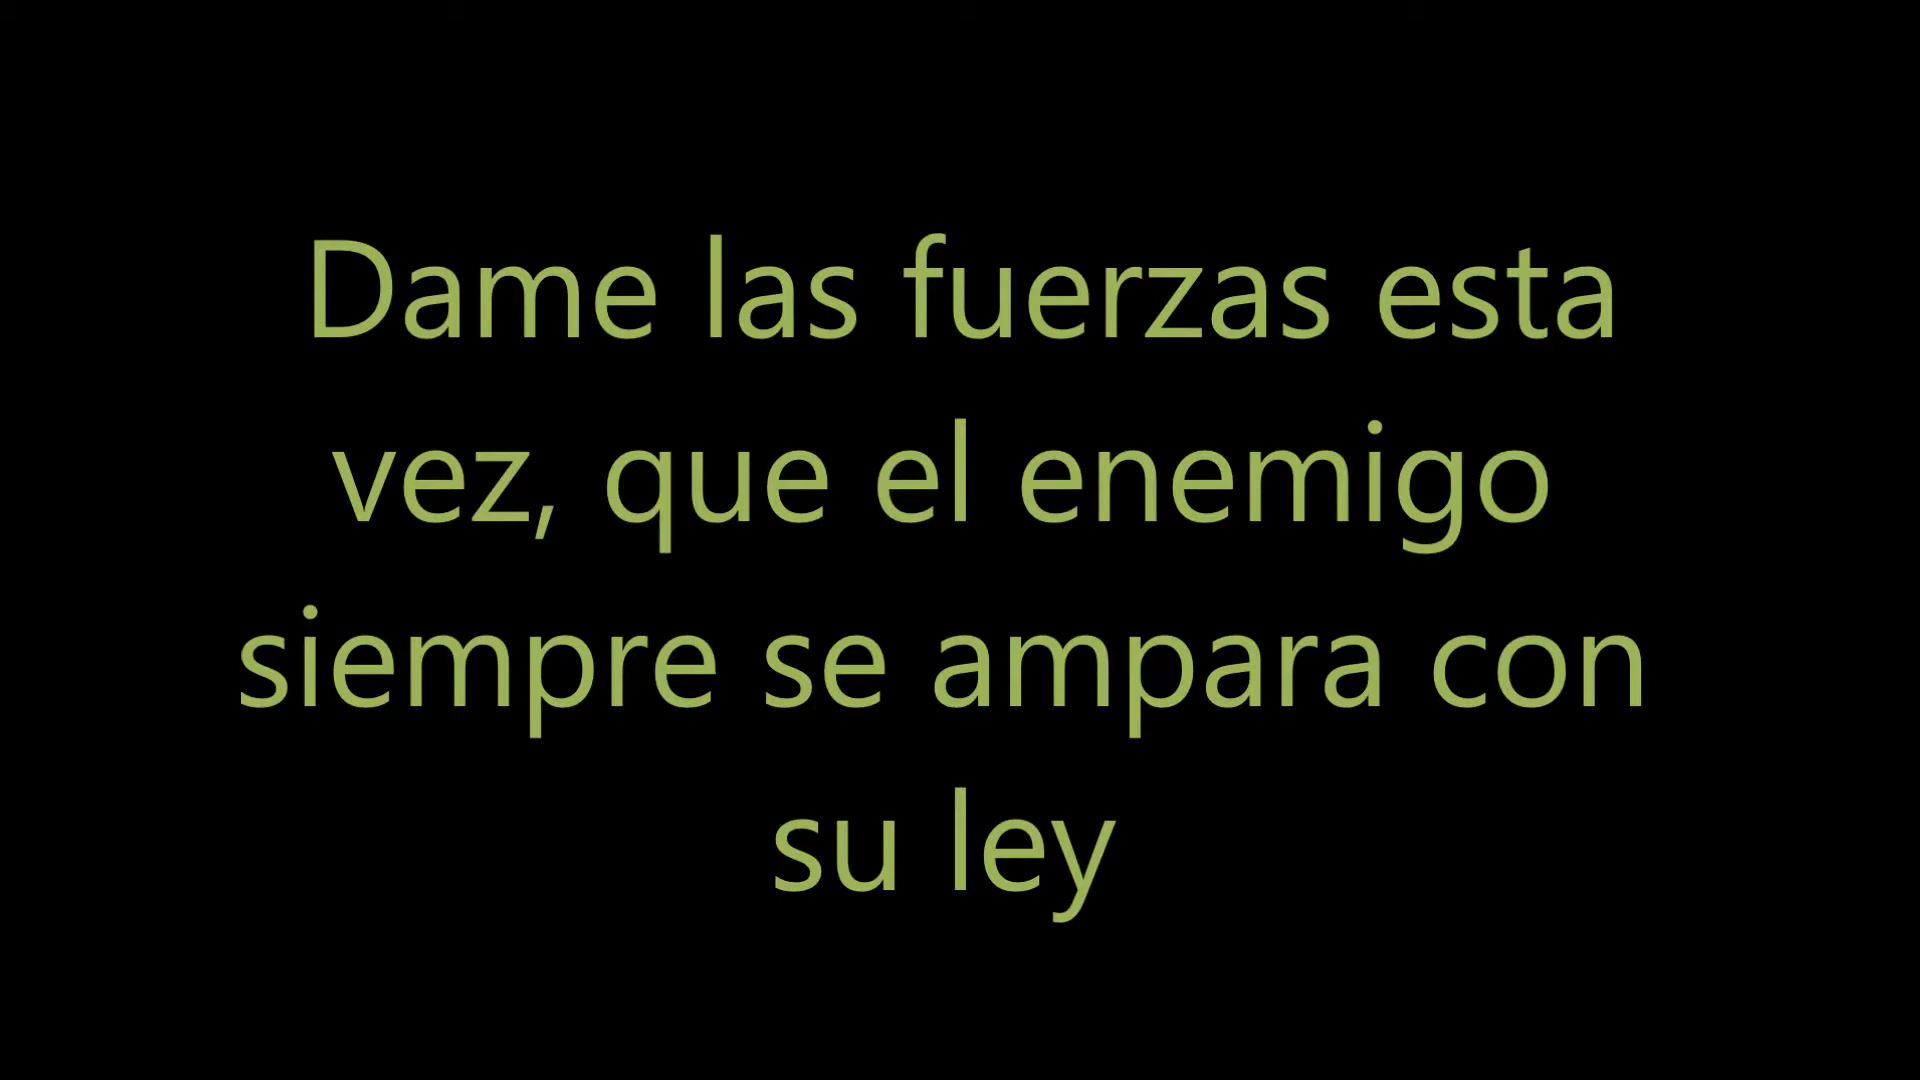 Dame las fuerzas esta
vez, que el enemigo
siempre se ampara con
su ley